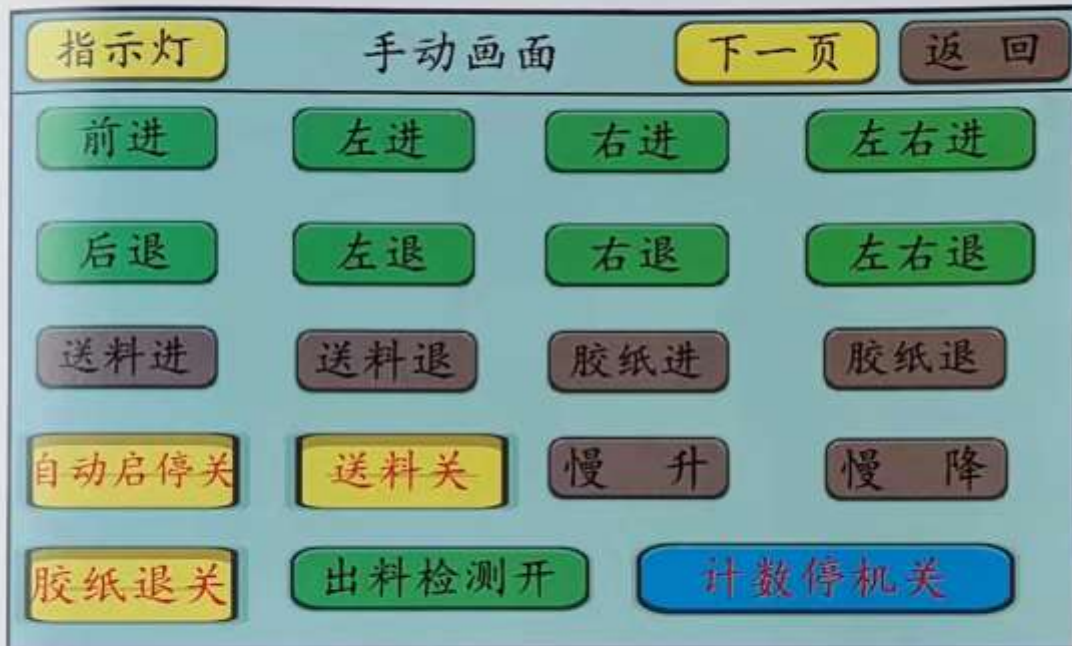 指示灯 手动画面 下一页 返 回
前进 左进 右进 左右进
后退 左退 右退 左右退
送料进 送料退 胶纸进 胶纸退
自动启停关 送料关 慢 升 慢 降
胶纸退关 出料检测开 计数停机关